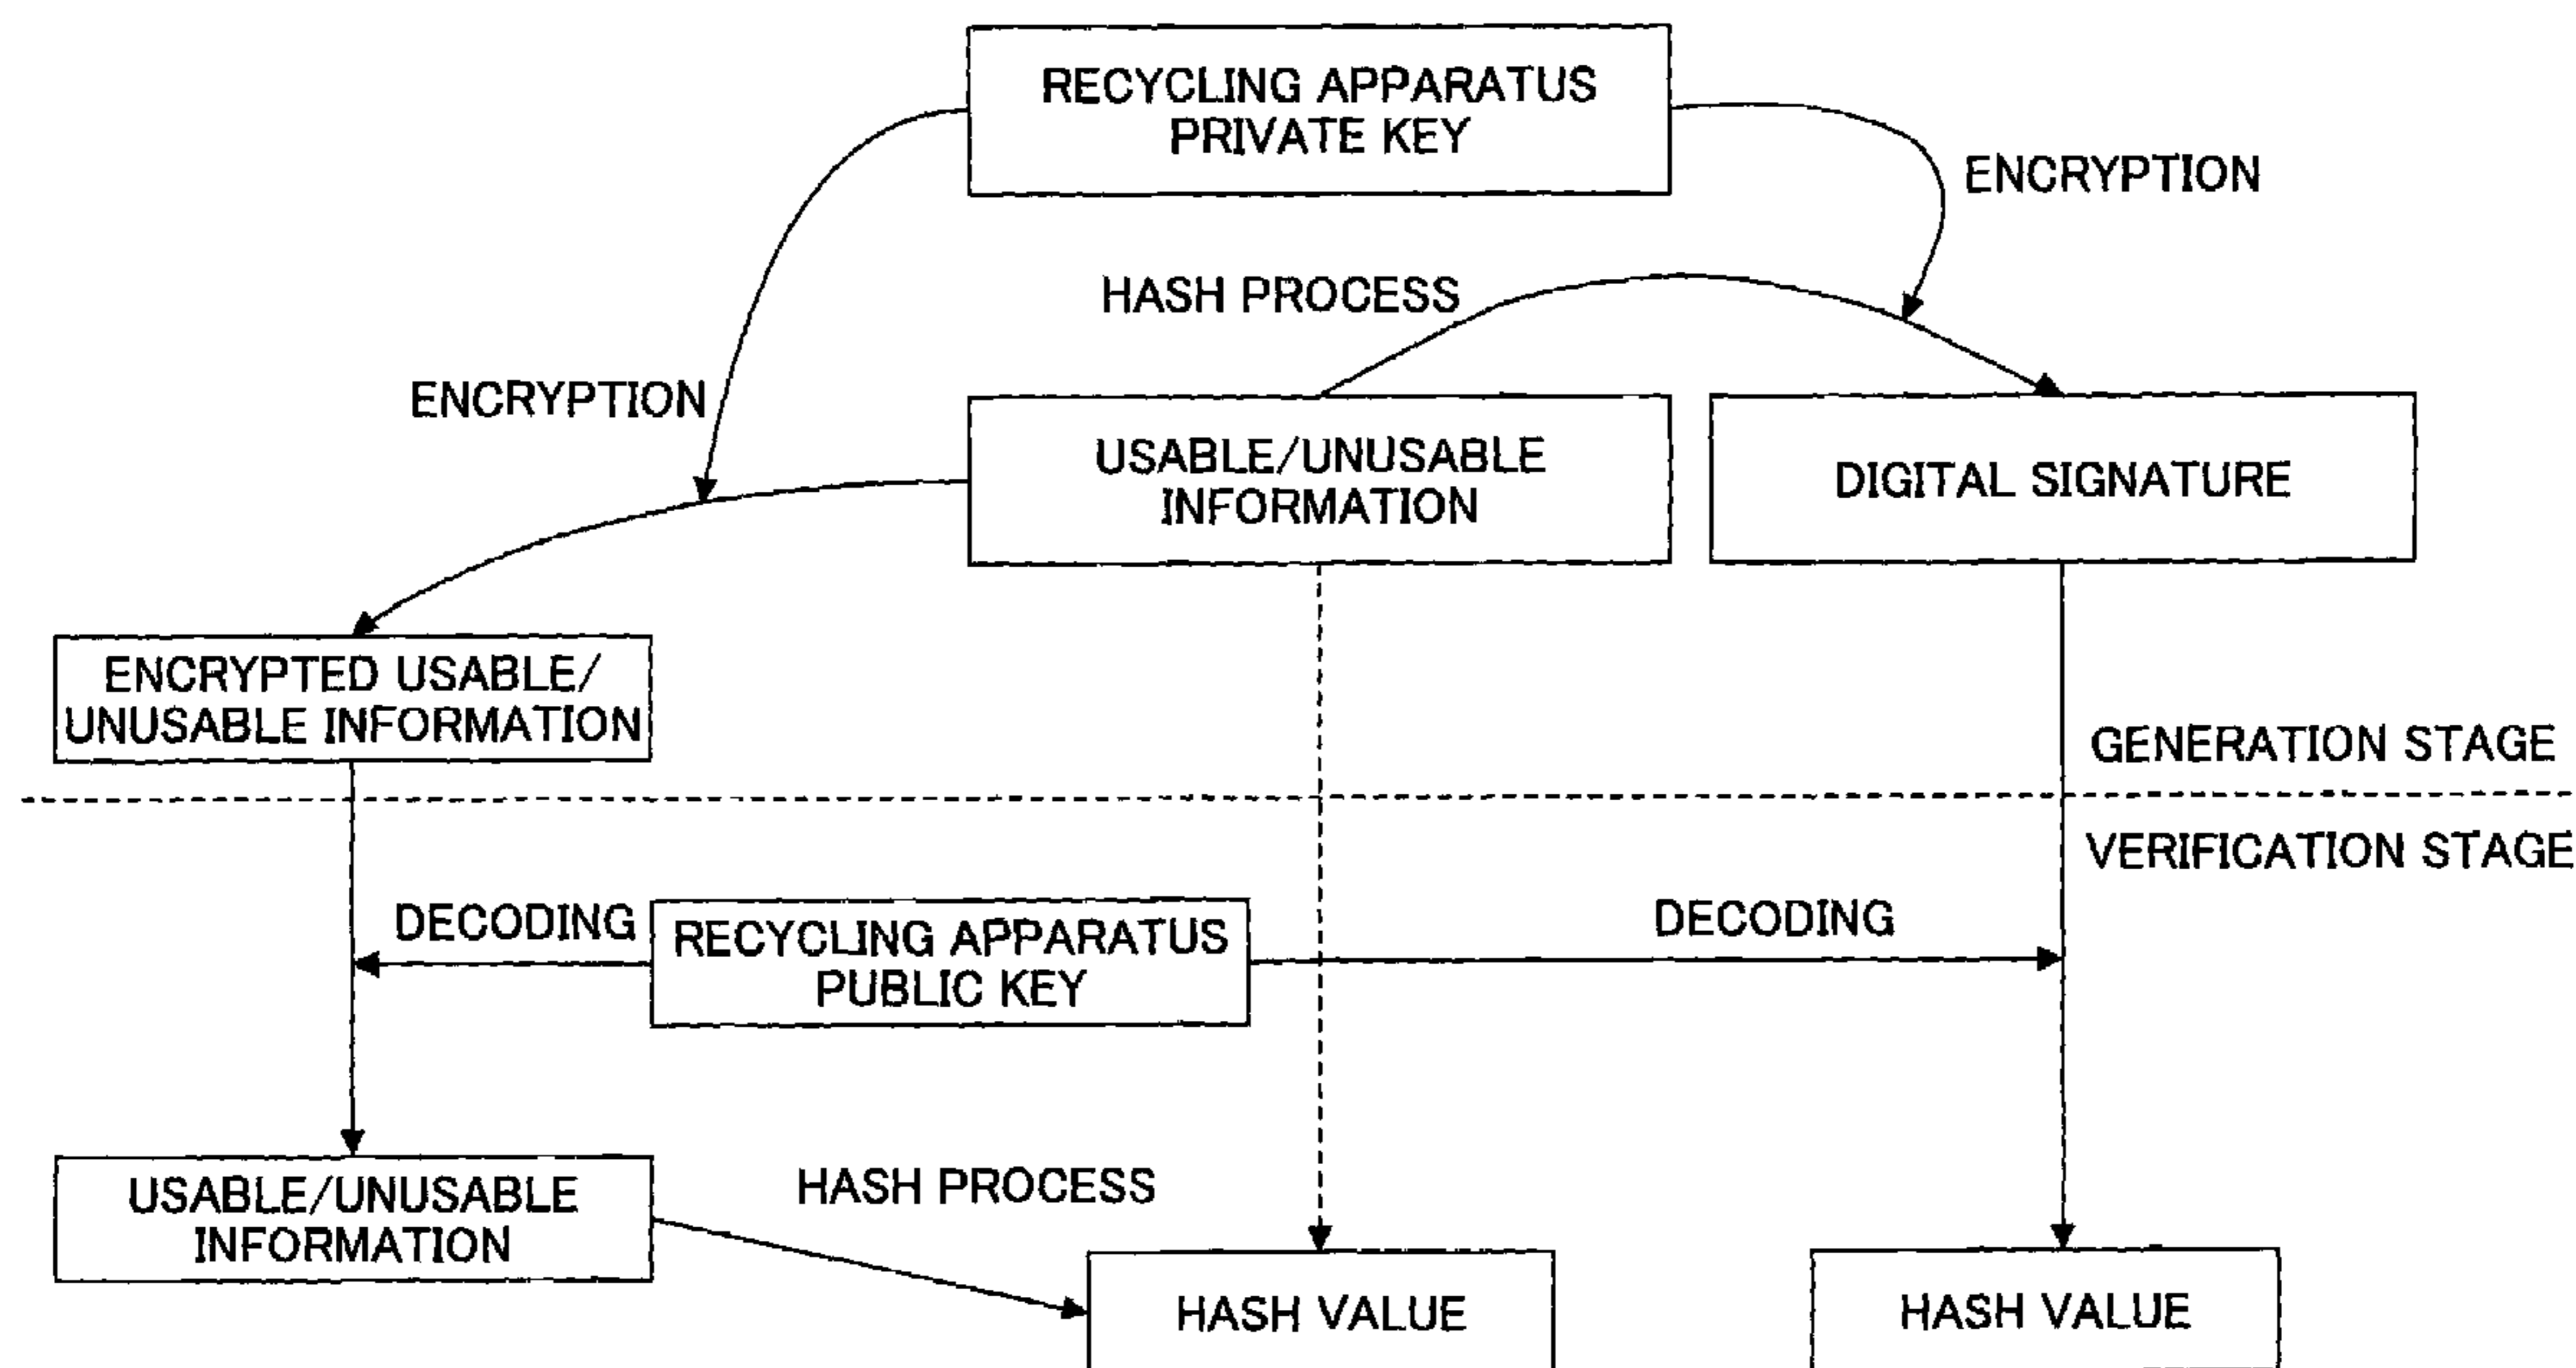 RECYCLING APPARATUS
PRIVATE KEY
ENCRYPTION
HASH PROCESS
ENCRYPTION
USABLE/UNUSABLE
INFORMATION
DIGITAL SIGNATURE
ENCRYPTED USABLE/
UNUSABLE INFORMATION
GENERATION STAGE
VERIFICATION STAGE
DECODING
RECYCLING APPARATUS
PUBLIC KEY
DECODING
USABLE/UNUSABLE
INFORMATION
HASH PROCESS
HASH VALUE
HASH VALUE